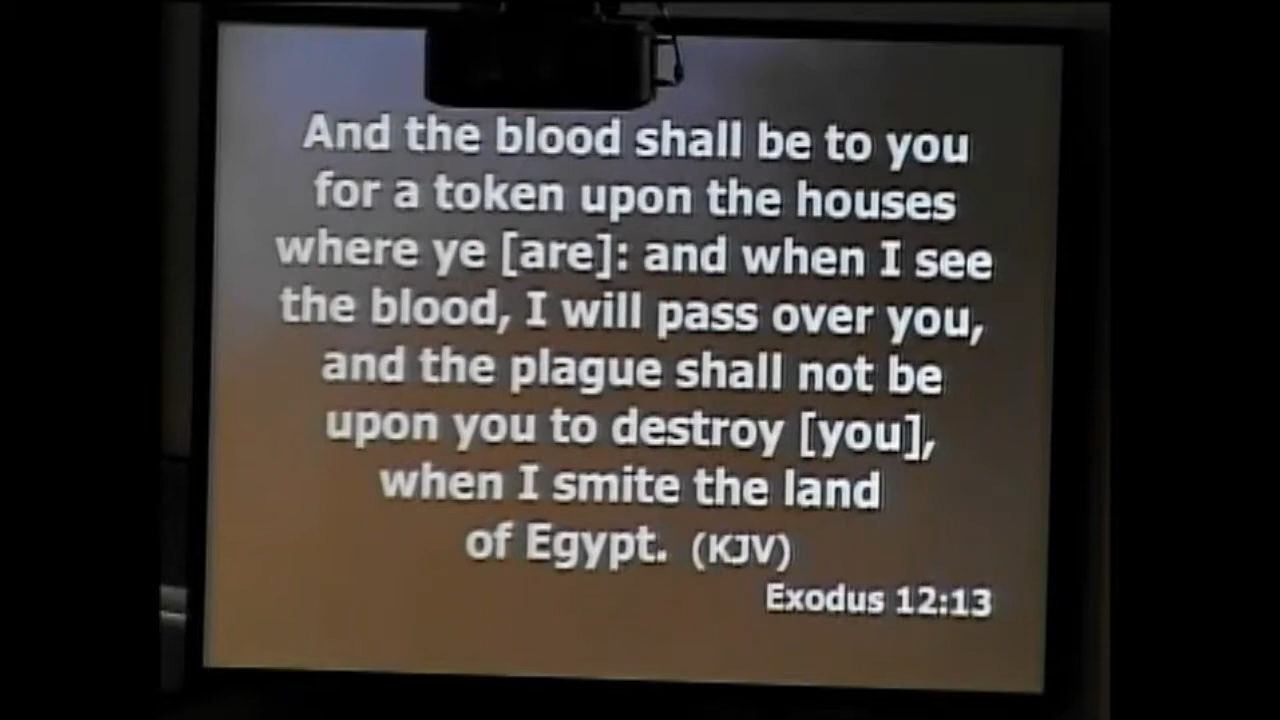 And the blood shall be to you
for a token upon the houses
where ye [are]: and when I see
the blood, I will pass over you,
and the plague shall not be
upon you to destroy [you],
when I smite the land
of Egypt. (KJV)
Exodus 12:13